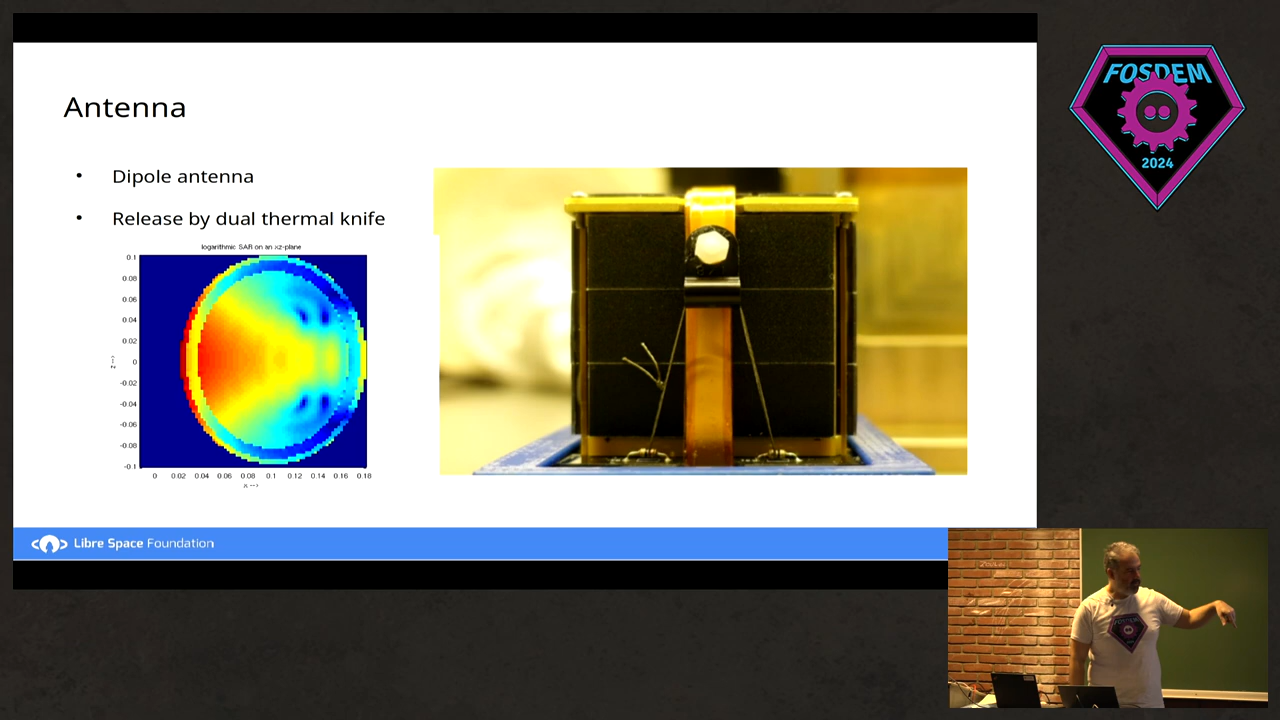 Antenna
• Dipole antenna
• Release by dual thermal knife
logarithmic SAR on an xz-plane
0.1
0.08
0.06
0.04
0.02
0
-0.02
-0.04
-0.06
-0.08
-0.1
0 0.02 0.04 0.06 0.08 0.1 0.12 0.14 0.16 0.18
Libre Space Foundation
FOSDEM
2024
FOSDEM